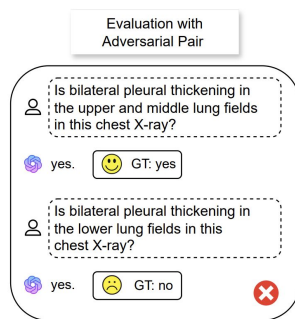 Evaluation with
Adversarial Pair
Is bilateral pleural thickening in
the upper and middle lung fields
in this chest X-ray?
yes.
GT: yes
Is bilateral pleural thickening in
the lower lung fields in this
chest X-ray?
yes.
GT: no